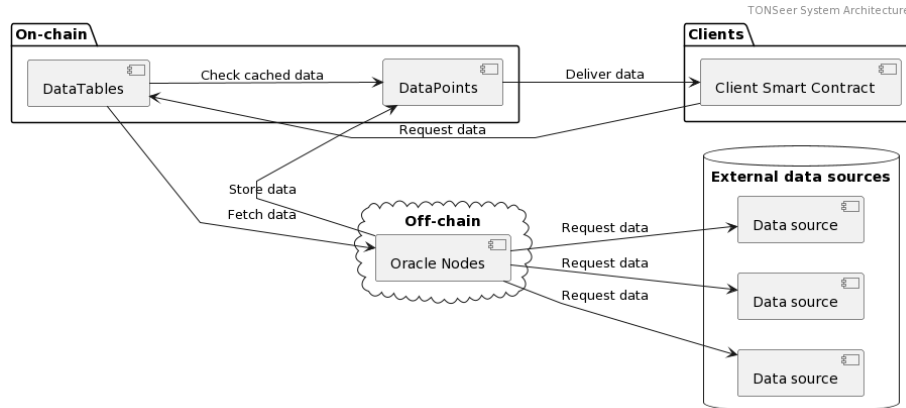 TONSeer System Architecture
On-chain
Clients
DataTables
Check cached data
DataPoints
Deliver data
Client Smart Contract
Request data
External data sources
Store data
Fetch data
Off-chain
Oracle Nodes
Request data
Data source
Request data
Data source
Request data
Data source